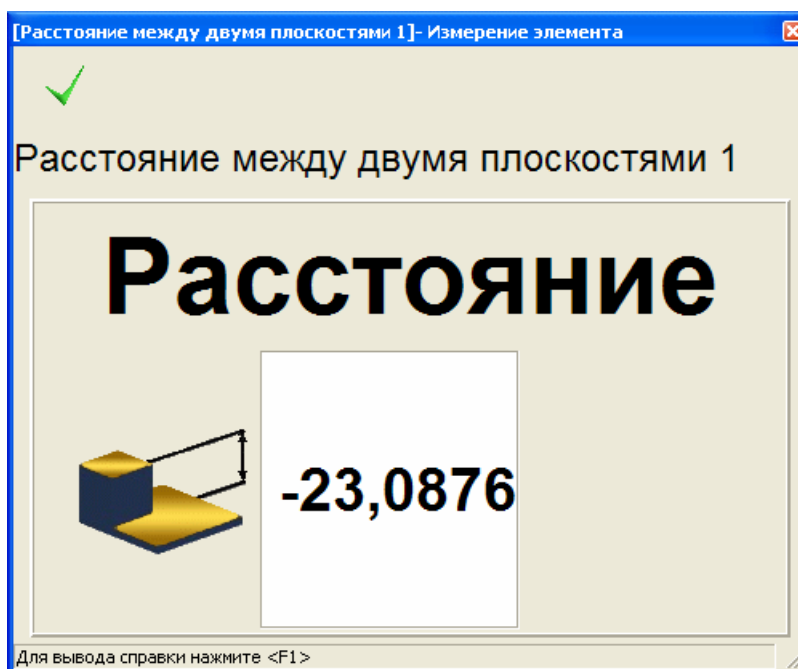 [Расстояние между двумя плоскостями 1]- Измерение элемента
Расстояние между двумя плоскостями 1
Расстояние
-23,0876
Для вывода справки нажмите <F1>